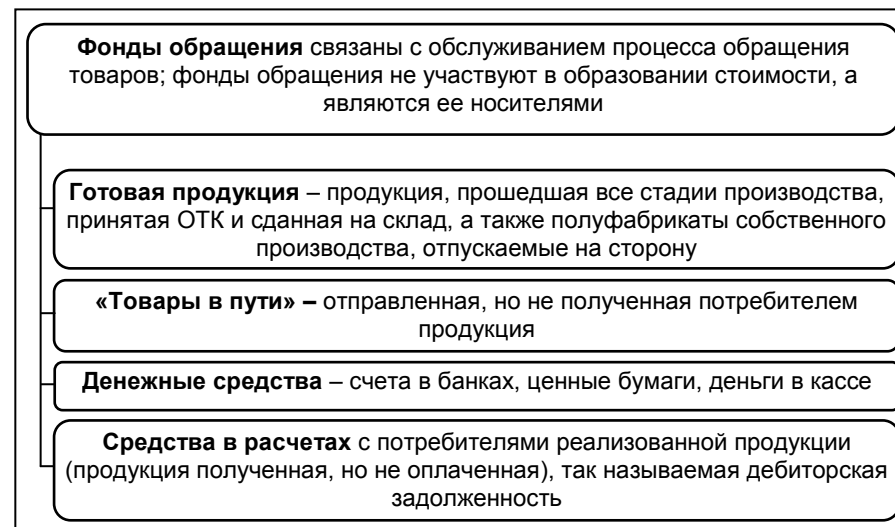 Фонды обращения связаны с обслуживанием процесса обращения
товаров; фонды обращения не участвуют в образовании стоимости, а
являются ее носителями
Готовая продукция – продукция, прошедшая все стадии производства,
принятая ОТК и сданная на склад, а также полуфабрикаты собственного
производства, отпускаемые на сторону
«Товары в пути» – отправленная, но не полученная потребителем
продукция
Денежные средства – счета в банках, ценные бумаги, деньги в кассе
Средства в расчетах с потребителями реализованной продукции
(продукция полученная, но не оплаченная), так называемая дебиторская
задолженность